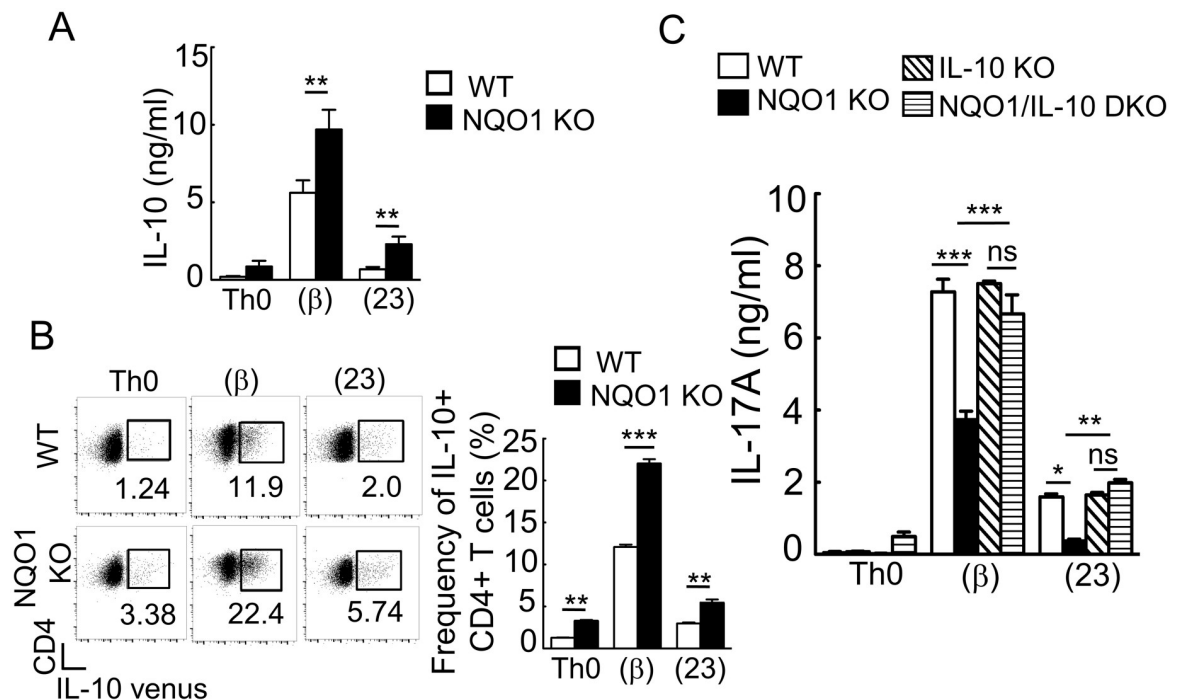 A
15
10
5
0
IL-10 (ng/ml)
**
**
WT
NQO1 KO
Th0 (β) (23)
B
Th0 (β) (23)
WT
1.24 11.9 2.0
NQO1
KO
3.38 22.4 5.74
CD4
IL-10 venus
WT
NQO1 KO
Frequency of IL-10+
CD4+ T cells (%)
25
20
15
10
5
0
**
***
**
Th0 (β) (23)
C
WT
NQO1 KO
IL-10 KO
NQO1/IL-10 DKO
IL-17A (ng/ml)
10
8
6
4
2
0
***
*** ns
**
* ns
Th0 (β) (23)